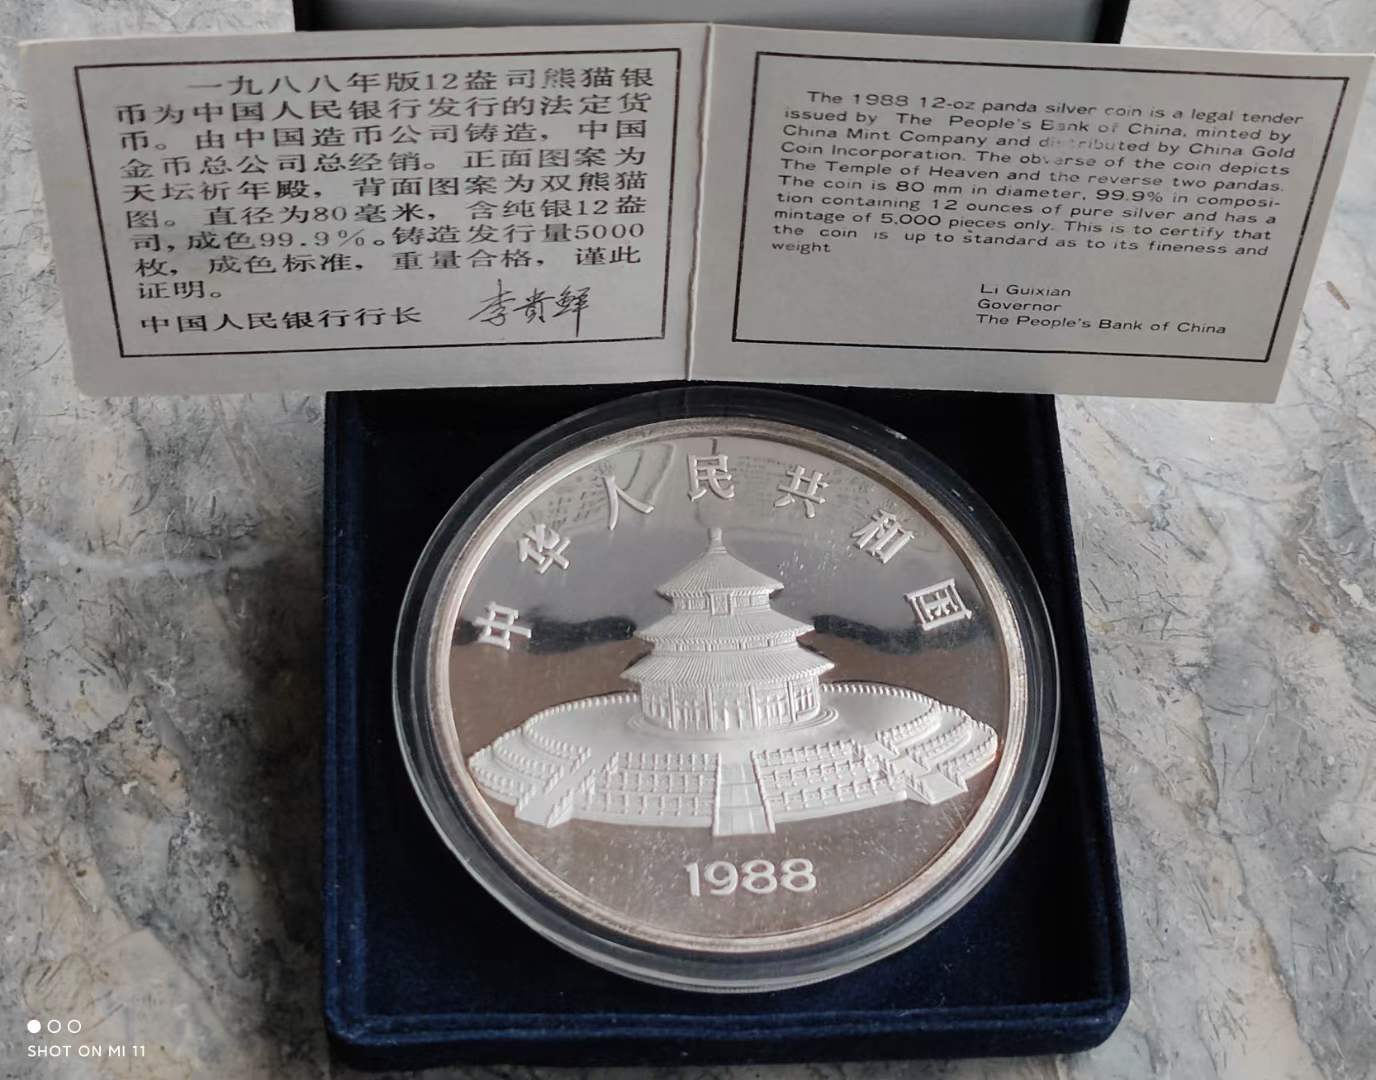 一九八八年版12盎司熊猫银
币为中国人民银行发行的法定货
币。由中国造币公司铸造，中国
金币总公司总经销。正面图案为
天坛祈年殿，背面图案为双熊猫
图。直径为80毫米，含纯银12盎
司，成色99.9%。铸造发行量5000
枚，成色标准，重量合格，谨此
证明。
中国人民银行行长 李贵鲜
The 1988 12-oz panda silver coin is a legal tender
issued by The People's Bank of China, minted by
China Mint Company and distributed by China Gold
Coin Incorporation. The obverse of the coin depicts
The Temple of Heaven and the reverse two pandas.
The coin is 80 mm in diameter, 99.9% in composi-
tion containing 12 ounces of pure silver and has a
mintage of 5.000 pieces only. This is to certify that
the coin is up to standard as to its fineness and
weight
Li Guixian
Governor
The People's Bank of China
中华人民共和国
1988
SHOT ON MI 11